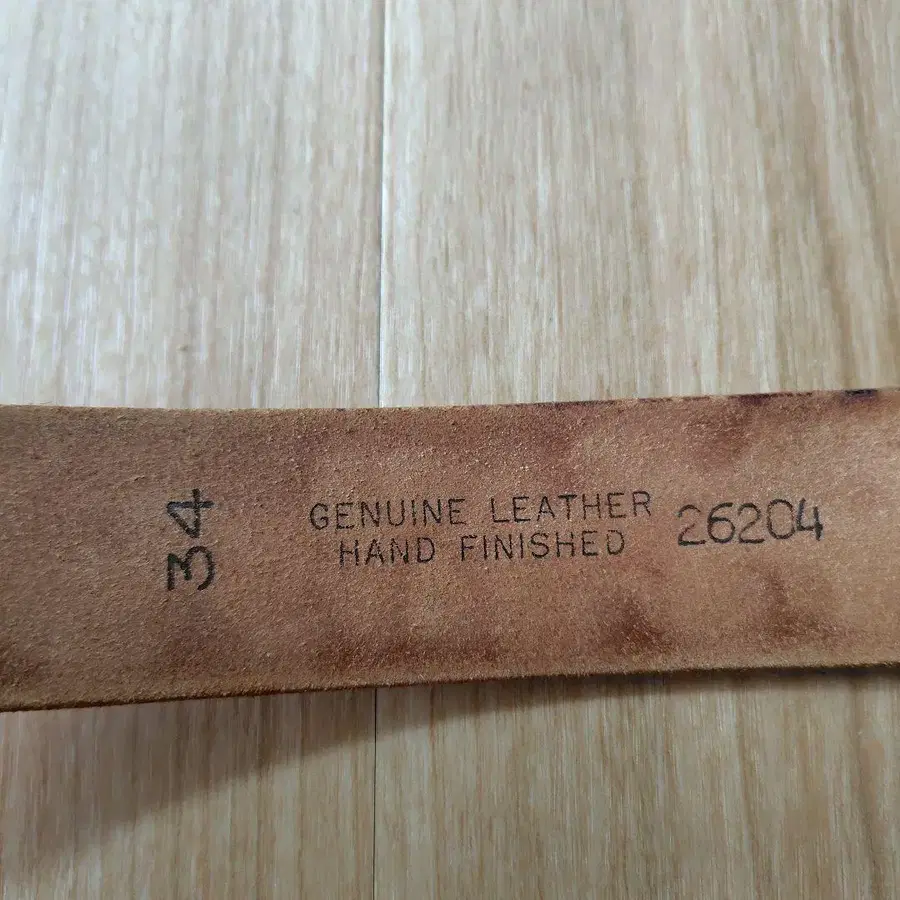 34
GENUINE LEATHER
HAND FINISHED
26204